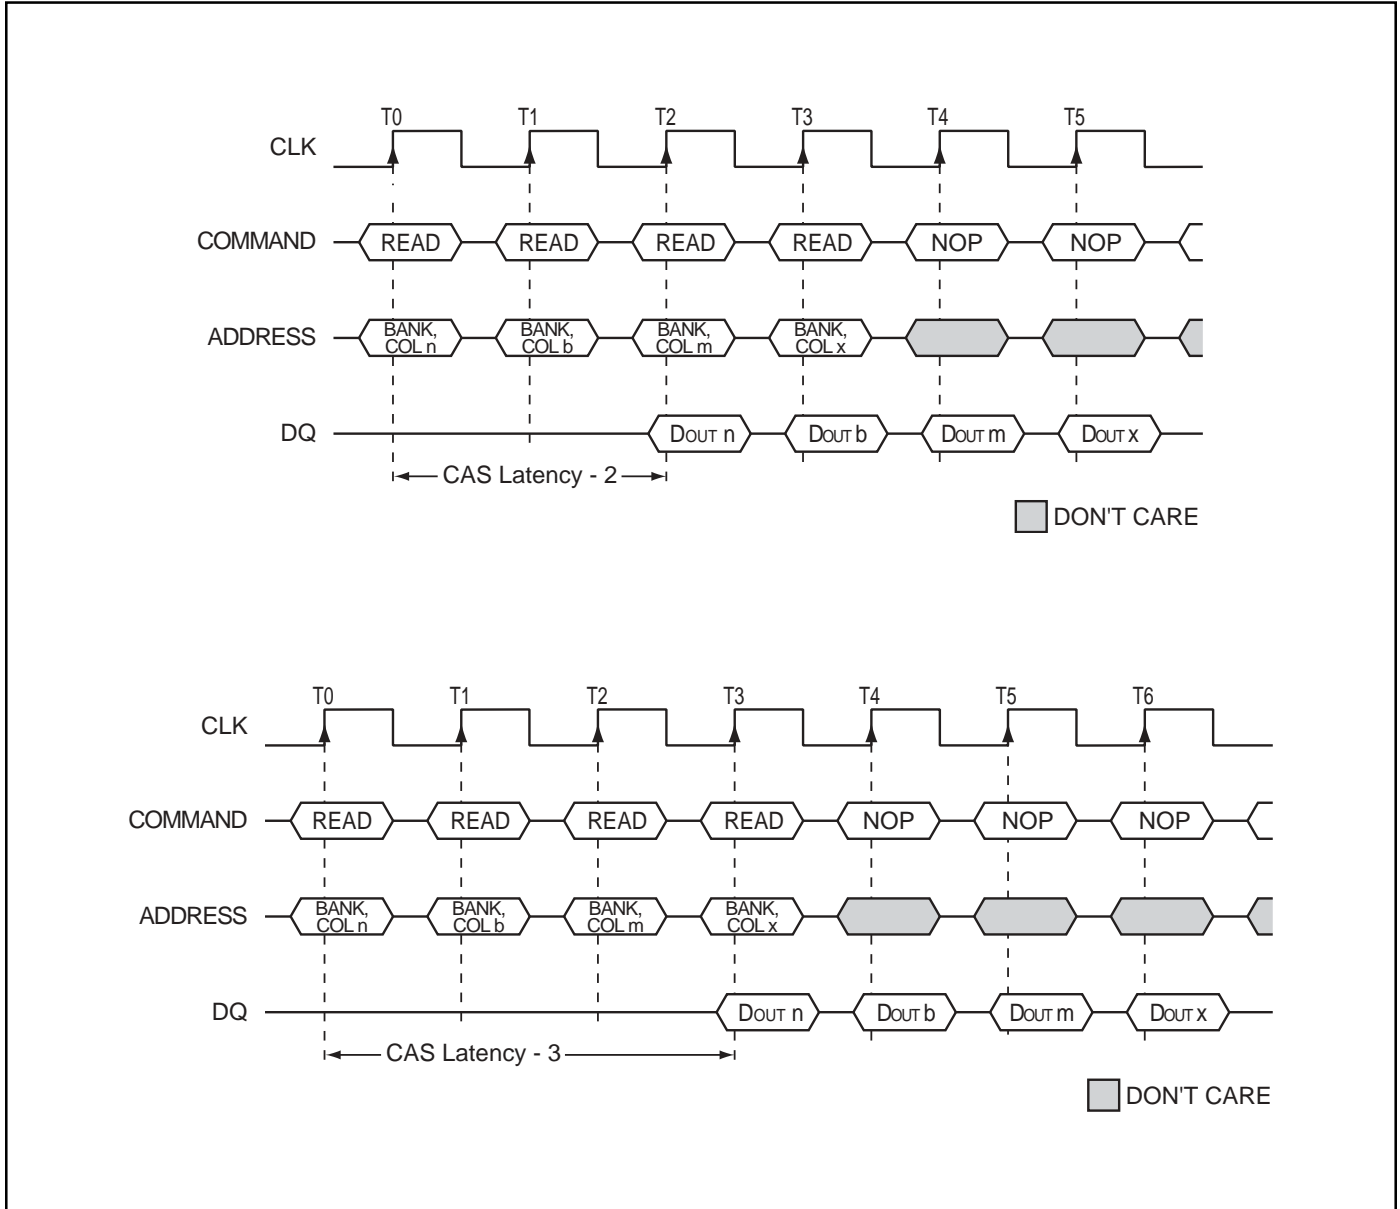 T0 T1 T2 T3 T4 T5
CLK
COMMAND READ READ READ READ NOP NOP
ADDRESS BANK, COL n BANK, COL b BANK, COL m BANK, COL x
DQ DOUT n DOUT b DOUT m DOUT x
CAS Latency - 2
DON'T CARE
T0 T1 T2 T3 T4 T5 T6
CLK
COMMAND READ READ READ READ NOP NOP NOP
ADDRESS BANK, COL n BANK, COL b BANK, COL m BANK, COL x
DQ DOUT n DOUT b DOUT m DOUT x
CAS Latency - 3
DON'T CARE